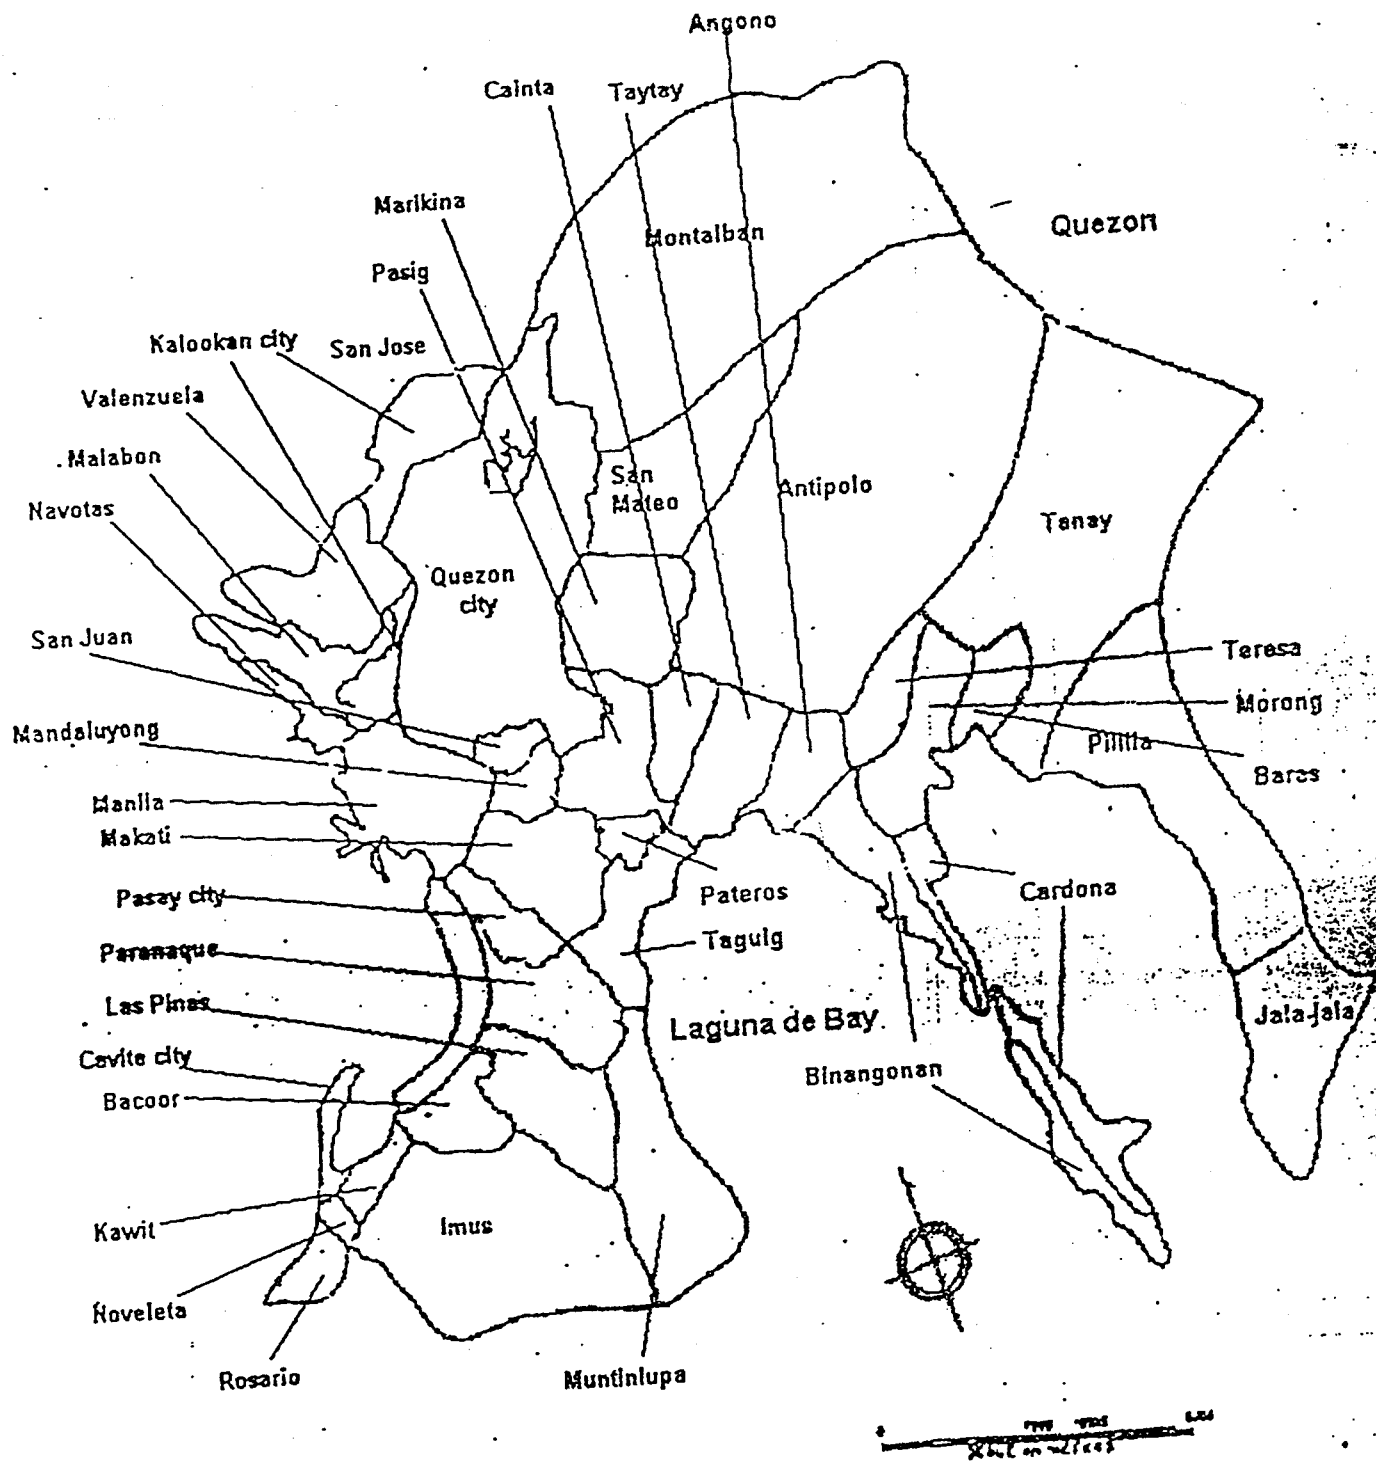 Angono
Cainta
Taytay
Marikina
Montalban
Quezon
Pasig
Kalookan city
San Jose
Valenzuela
Malabon
San
Mateo
Antipolo
Navotas
Tanay
Quezon
city
San Juan
Teresa
Morong
Mandaluyong
Pililla
Baras
Manila
Makati
Pasay city
Pateros
Cardona
Paranaque
Taguig
Las Pinas
Laguna de Bay
Jala-jala
Cavite city
Binangonan
Bacoor
Kawit
Imus
Noveleta
Rosario
Muntinlupa